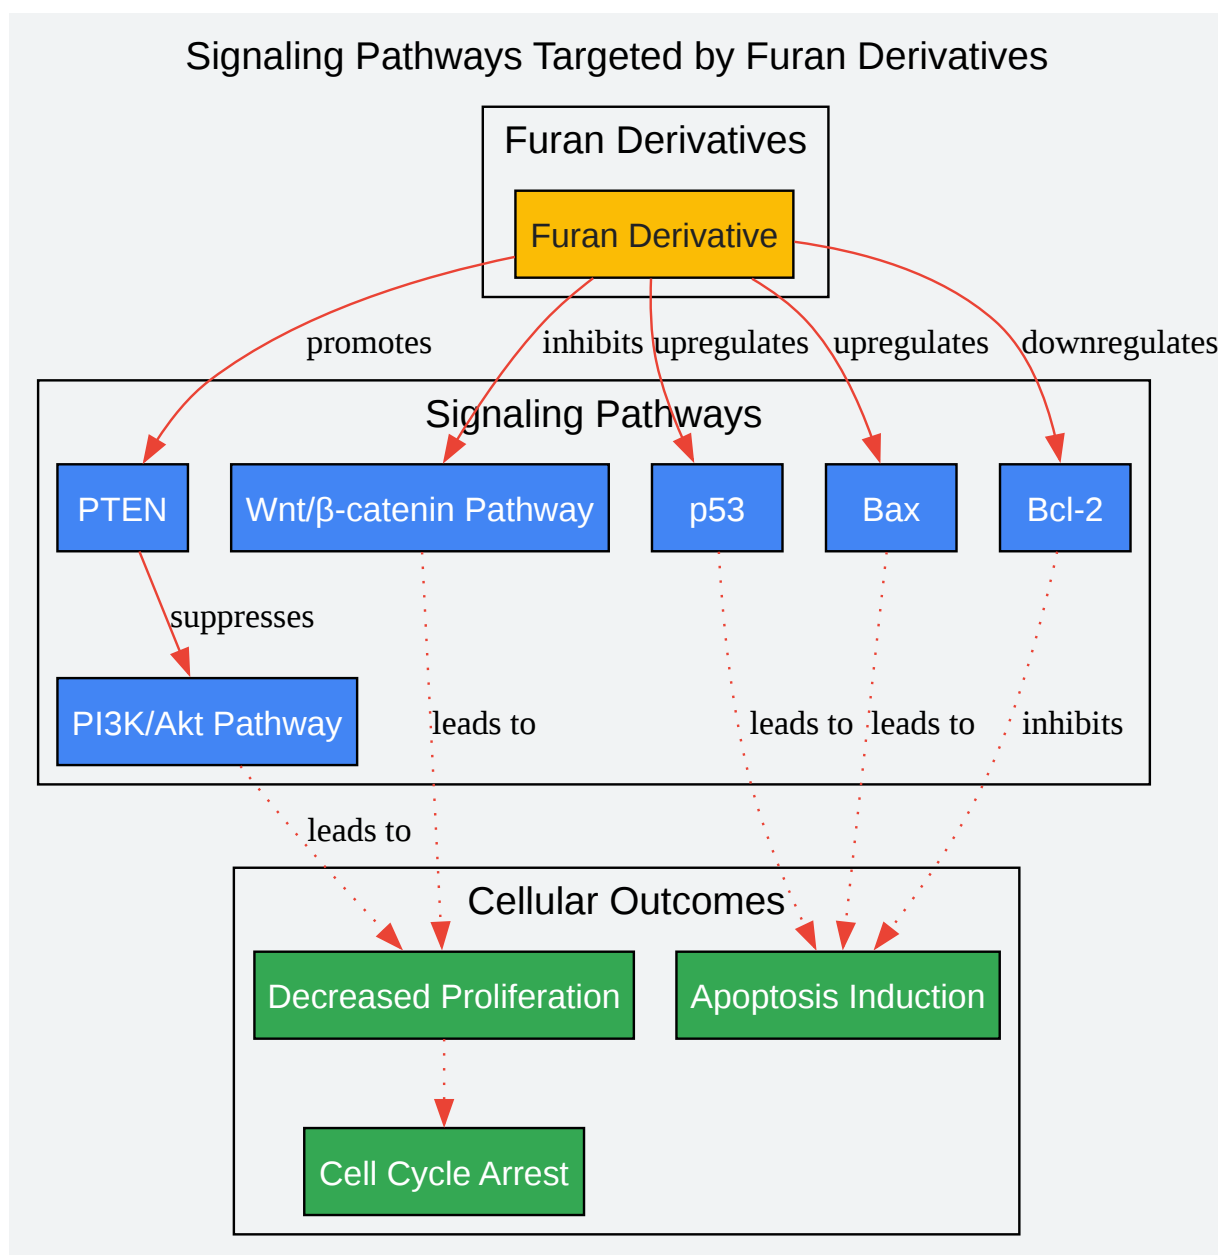 Signaling Pathways Targeted by Furan Derivatives
Furan Derivatives
Furan Derivative
promotes
inhibits
upregulates
upregulates
downregulates
Signaling Pathways
PTEN
Wnt/β-catenin Pathway
p53
Bax
Bcl-2
suppresses
PI3K/Akt Pathway
leads to
leads to
leads to
inhibits
leads to
Cellular Outcomes
Decreased Proliferation
Apoptosis Induction
Cell Cycle Arrest